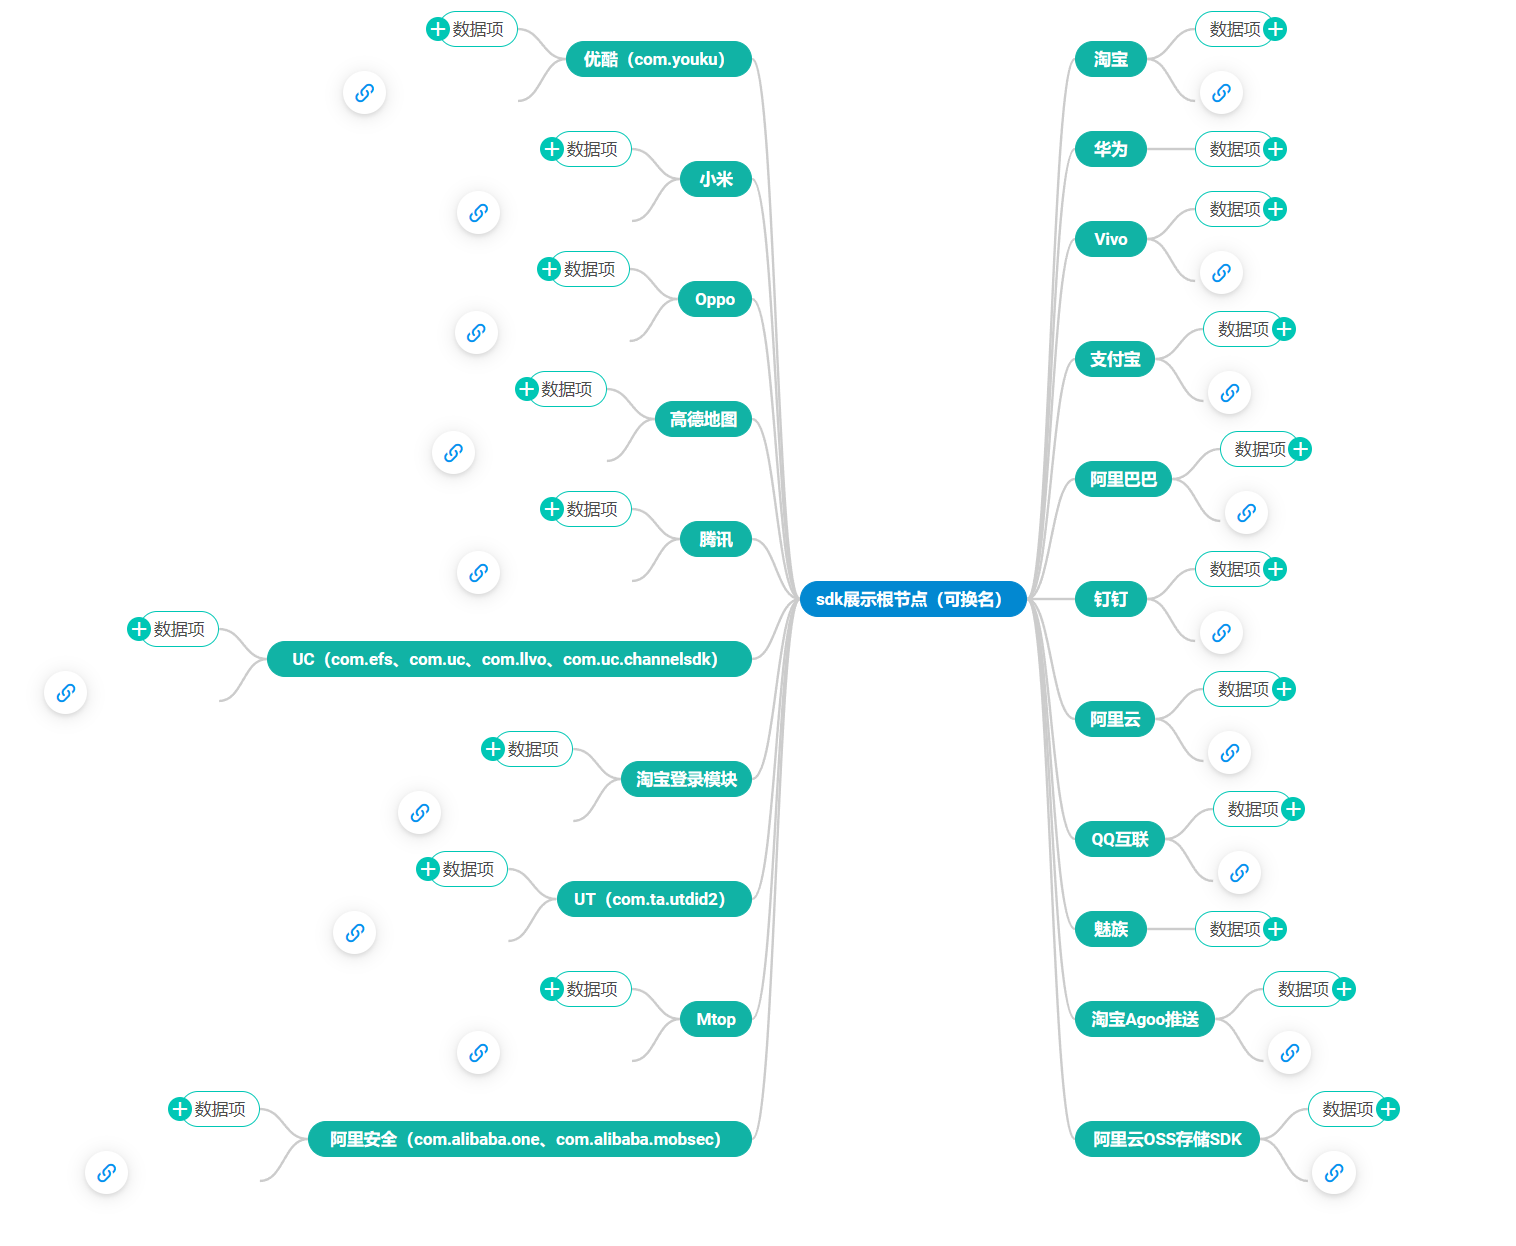 数据项
优酷（com.youku）
数据项
小米
数据项
Oppo
数据项
高德地图
数据项
腾讯
数据项
UC（com.efs、com.uc、com.llvo、com.uc.channelsdk）
数据项
淘宝登录模块
数据项
UT（com.ta.utdid2）
数据项
Mtop
数据项
阿里安全（com.alibaba.one、com.alibaba.mobsec）
sdk展示根节点（可换名）
数据项
淘宝
华为
数据项
数据项
Vivo
数据项
支付宝
数据项
阿里巴巴
数据项
钉钉
数据项
阿里云
数据项
QQ互联
魅族
数据项
数据项
淘宝Agoo推送
数据项
阿里云OSS存储SDK